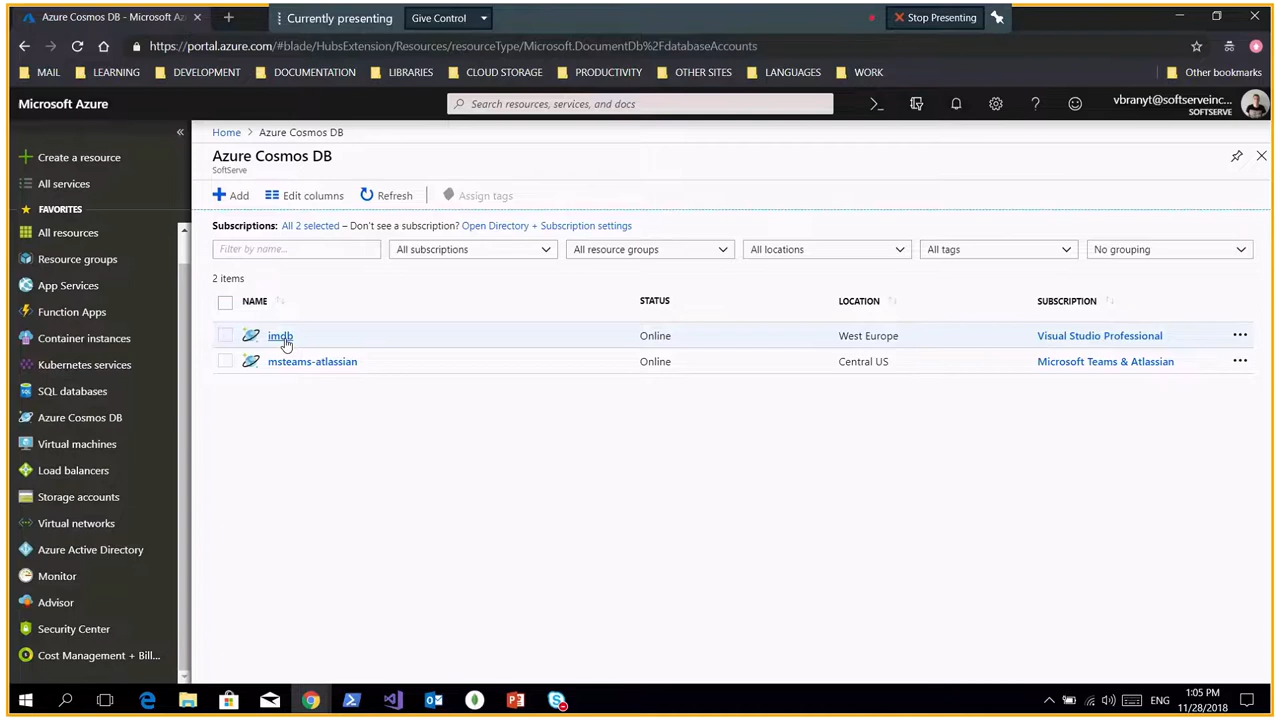 Azure Cosmos DB - Microsoft Az
Currently presenting
Give Control
Stop Presenting
https://portal.azure.com/#blade/HubsExtension/Resources/resourceType/Microsoft.DocumentDb%2FdatabaseAccounts
MAIL LEARNING DEVELOPMENT DOCUMENTATION LIBRARIES CLOUD STORAGE PRODUCTIVITY OTHER SITES LANGUAGES WORK Other bookmarks
Microsoft Azure
Search resources, services, and docs
vbranyt@softserveinc...
SOFTSERVE
Create a resource
All services
FAVORITES
All resources
Resource groups
App Services
Function Apps
Container instances
Kubernetes services
SQL databases
Azure Cosmos DB
Virtual machines
Load balancers
Storage accounts
Virtual networks
Azure Active Directory
Monitor
Advisor
Security Center
Cost Management + Bill...
Home > Azure Cosmos DB
Azure Cosmos DB
SoftServe
Add Edit columns Refresh Assign tags
Subscriptions: All 2 selected – Don't see a subscription? Open Directory + Subscription settings
Filter by name... All subscriptions All resource groups All locations All tags No grouping
2 items
NAME STATUS LOCATION SUBSCRIPTION
imdb Online West Europe Visual Studio Professional
msteams-atlassian Online Central US Microsoft Teams & Atlassian
ENG
1:05 PM
11/28/2018